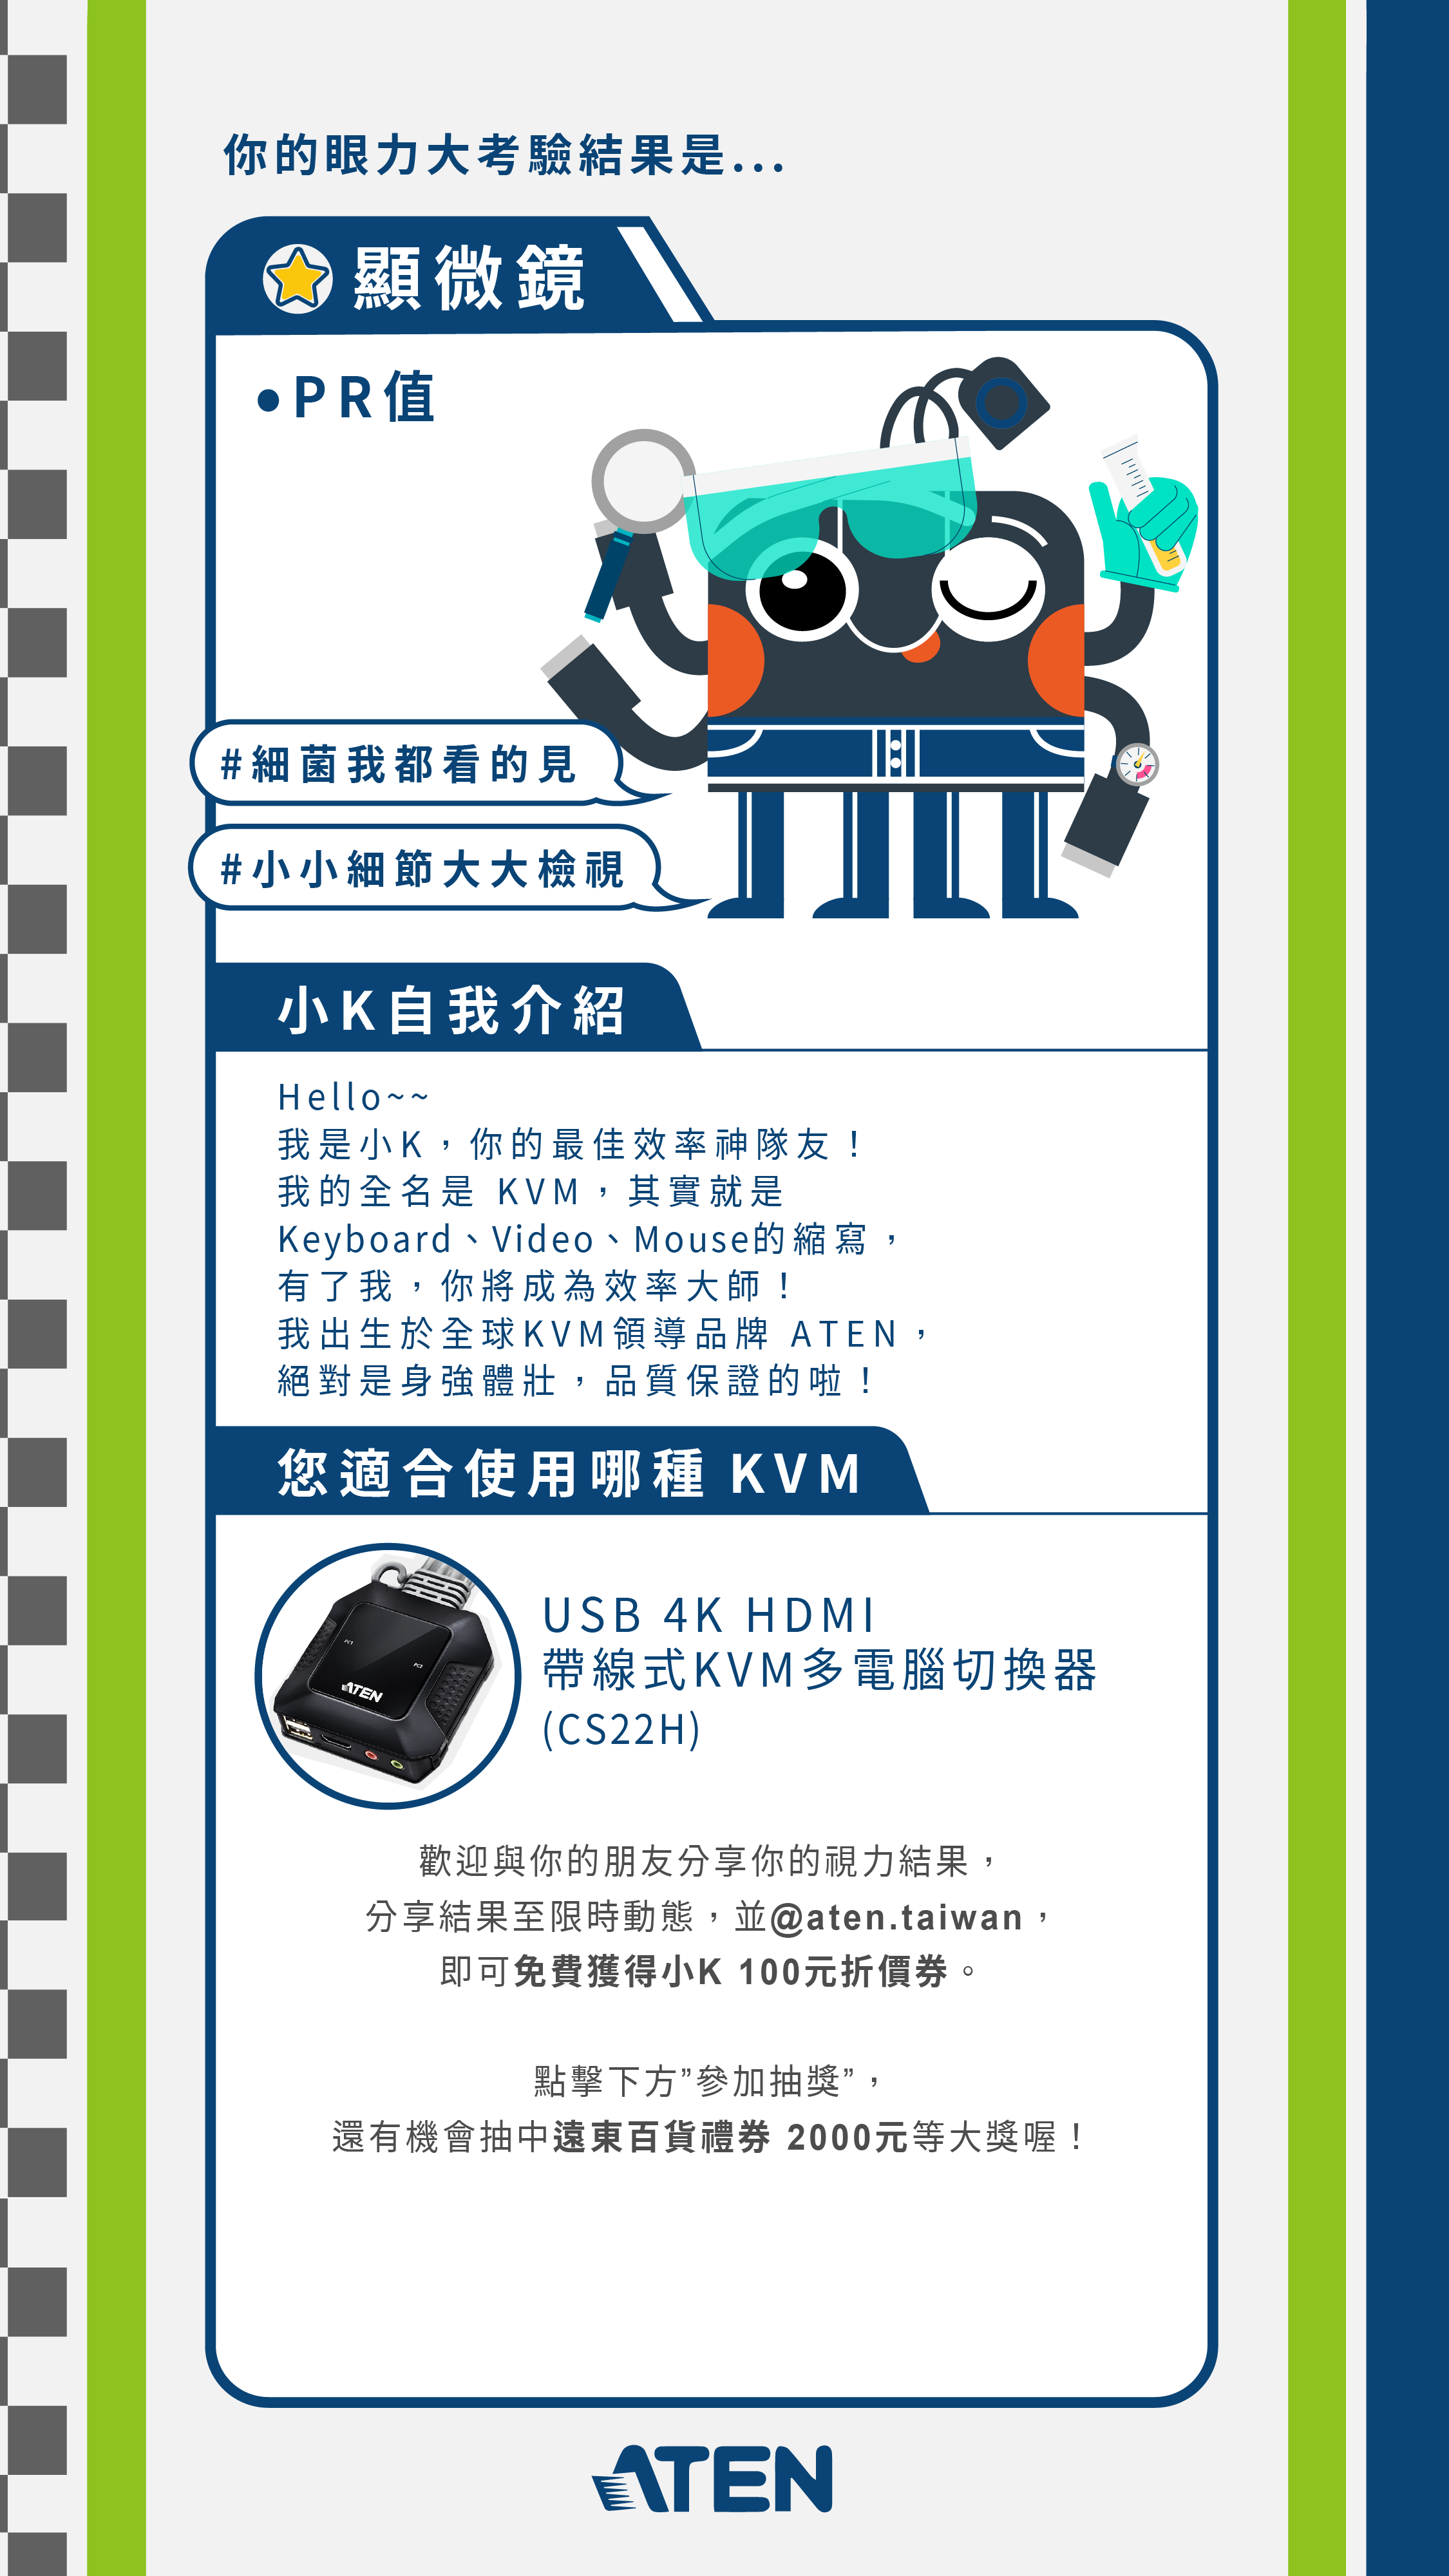 你的眼力大考驗結果是...
顯微鏡
•PR值
#細菌我都看的見
#小小細節大大檢視
小K自我介紹
Hello~~
我是小K，你的最佳效率神隊友！
我的全名是 KVM，其實就是
Keyboard、Video、Mouse的縮寫，
有了我，你將成為效率大師！
我出生於全球KVM領導品牌 ATEN，
絕對是身強體壯，品質保證的啦！
您適合使用哪種 KVM
PC1
PC2
ATEN
USB 4K HDMI
帶線式KVM多電腦切換器
(CS22H)
歡迎與你的朋友分享你的視力結果，
分享結果至限時動態，並@aten.taiwan，
即可免費獲得小K 100元折價券。
點擊下方”參加抽獎”，
還有機會抽中遠東百貨禮券 2000元等大獎喔！
ATEN